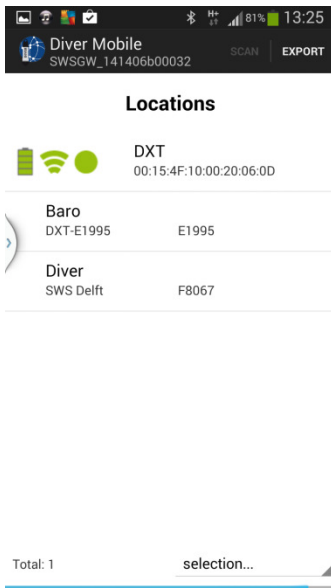 H+ 81% 13:25
Diver Mobile
SWSGW_141406b00032 SCAN EXPORT
Locations
DXT
00:15:4F:10:00:20:06:0D
Baro
DXT-E1995 E1995
Diver
SWS Delft F8067
Total: 1 selection...